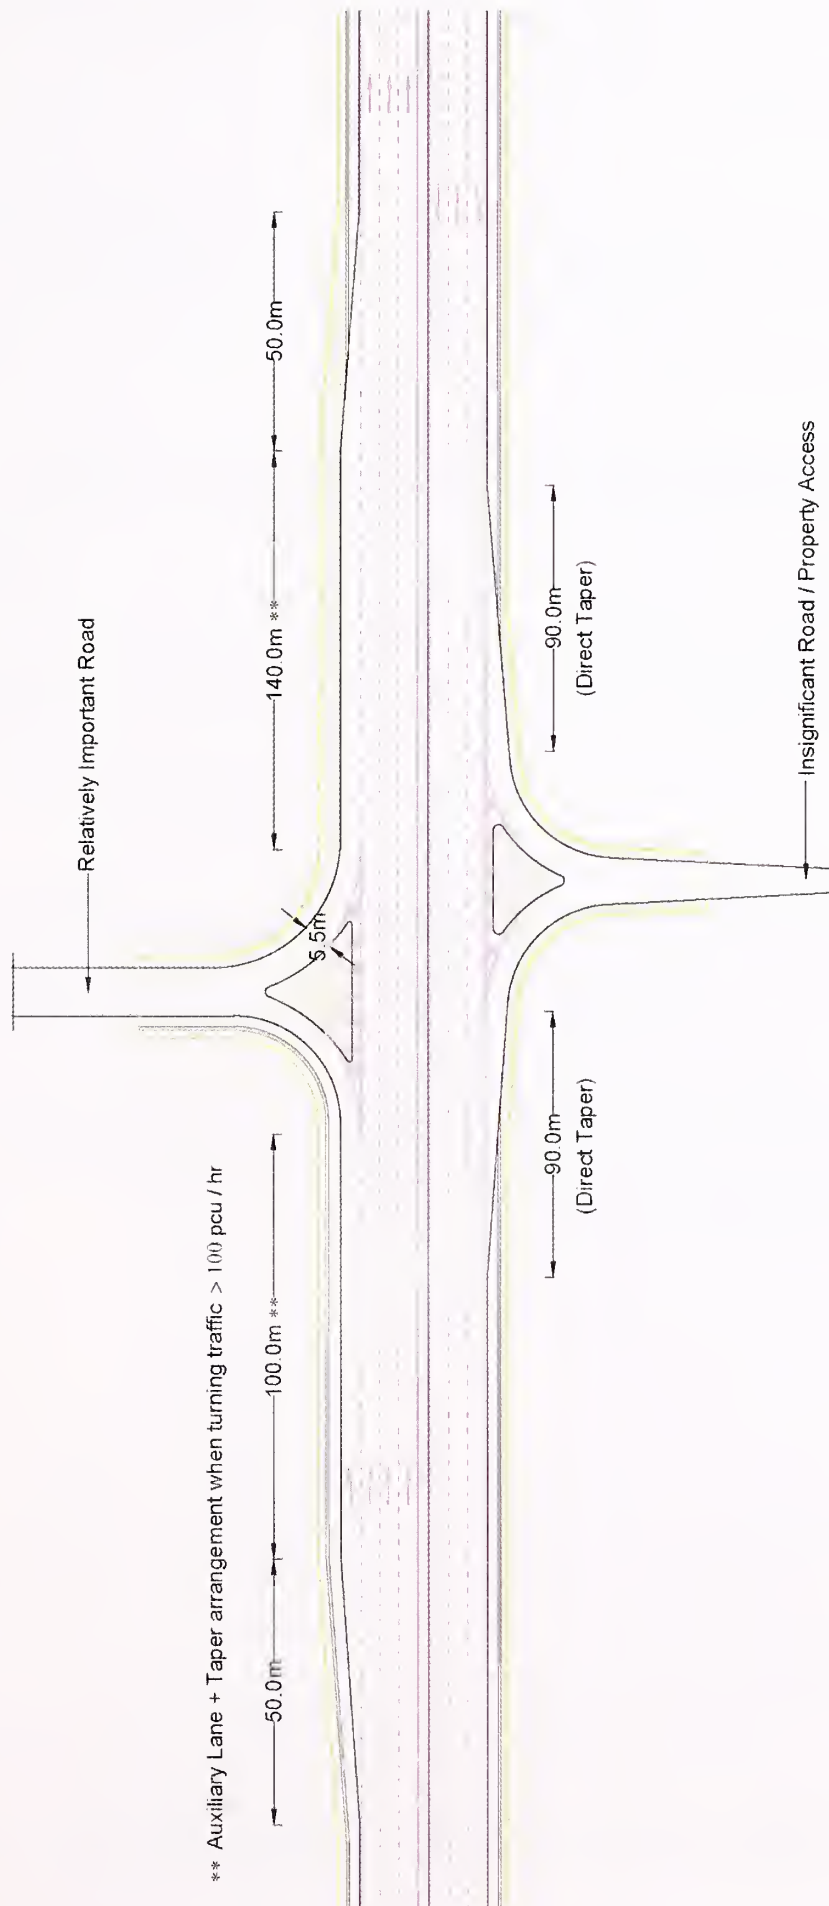 Relatively Important Road
50.0m
140.0m **
5.5m
** Auxiliary Lane + Taper arrangement when turning traffic > 100 pcu / hr
100.0m **
50.0m
90.0m
(Direct Taper)
90.0m
(Direct Taper)
Insignificant Road / Property Access